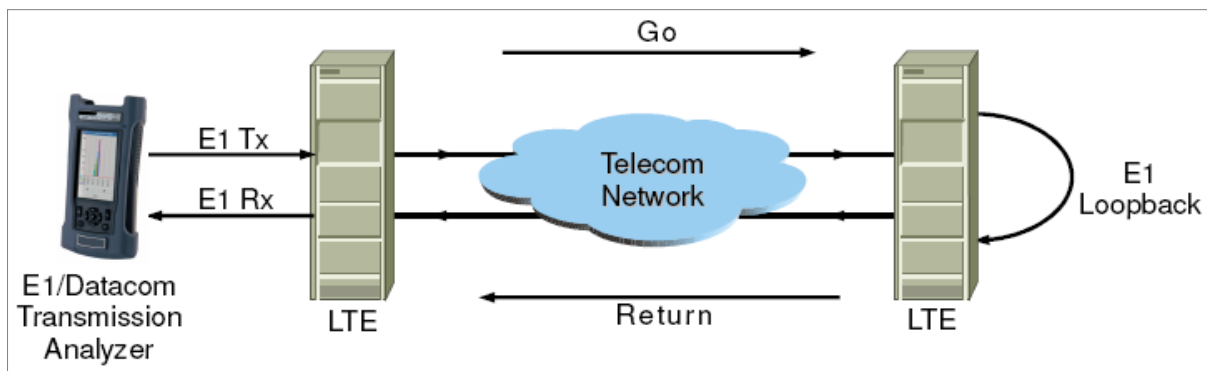 Go
E1 Tx
E1 Rx
Telecom
Network
E1
Loopback
E1/Datacom
Transmission
Analyzer
LTE
Return
LTE